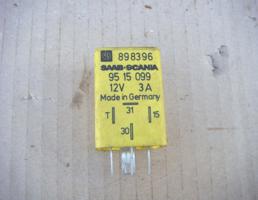 898396
SAAB-SCANIA
95 15 099
12V 3A
Made in Germany
31
T 15
30